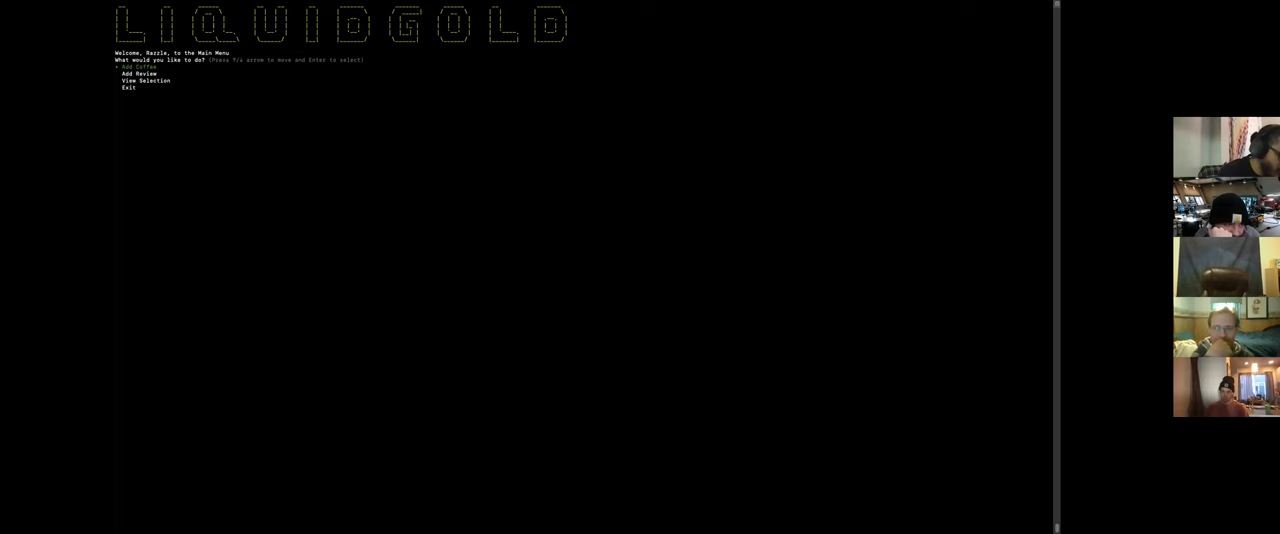 LIQUIDGOLD
Welcome, Razzle, to the Main Menu
What would you like to do? (Press ↑/↓ arrow to move and Enter to select)
‣ Add Coffee
Add Review
View Selection
Exit